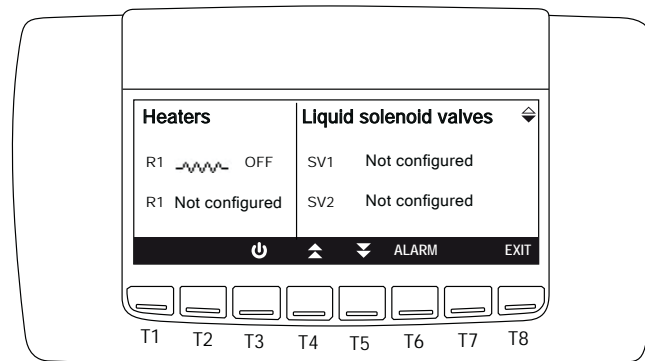 Heaters
R1 OFF
R1 Not configured
Liquid solenoid valves
SV1 Not configured
SV2 Not configured
ALARM EXIT
T1 T2 T3 T4 T5 T6 T7 T8